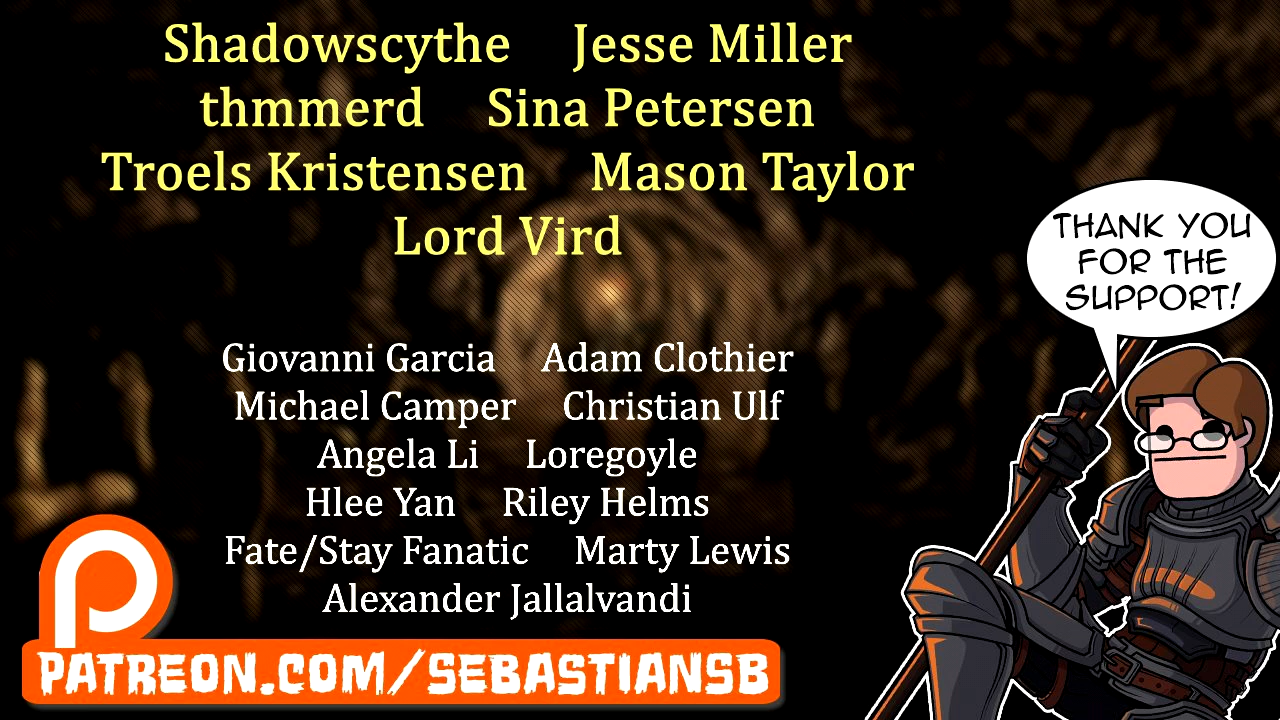 Shadowscythe Jesse Miller
thmmerd Sina Petersen
Troels Kristensen Mason Taylor
Lord Vird
THANK YOU
FOR THE
SUPPORT!
Giovanni Garcia Adam Clothier
Michael Camper Christian Ulf
Angela Li Loregoyle
Hlee Yan Riley Helms
Fate/Stay Fanatic Marty Lewis
Alexander Jallalvandi
PATREON.COM/SEBASTIANSB